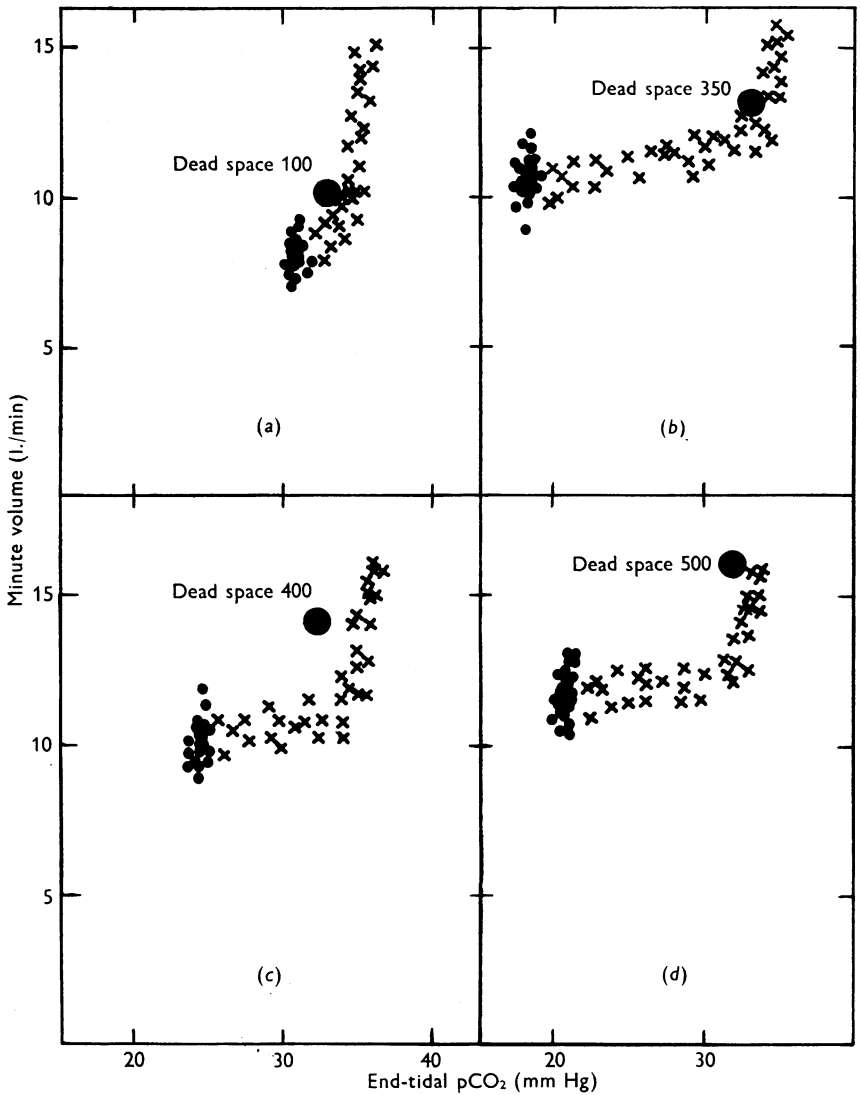 15
Dead space 350
Dead space 100
10
5
(a)
(b)
Minute volume (l./min)
Dead space 500
Dead space 400
15
10
5
(c)
(d)
20
30
40
20
30
End-tidal pCO₂ (mm Hg)